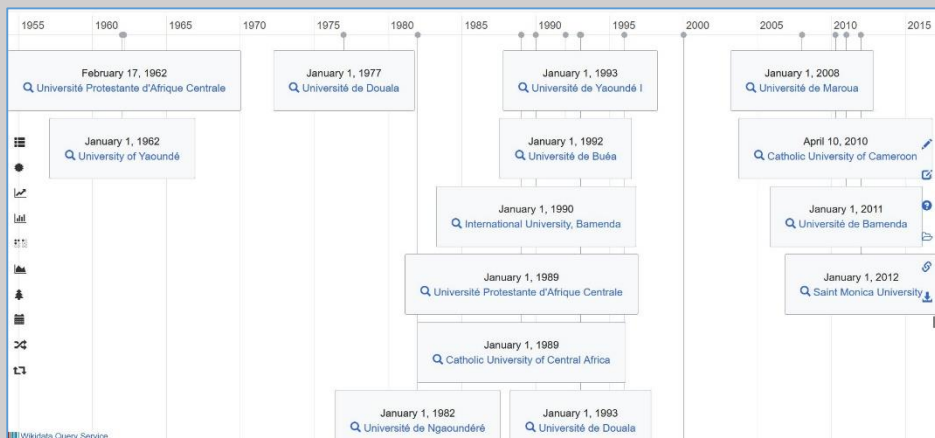 1955 1960 1965 1970 1975 1980 1985 1990 1995 2000 2005 2010 2015
February 17, 1962
Université Protestante d'Afrique Centrale
January 1, 1977
Université de Douala
January 1, 1993
Université de Yaoundé I
January 1, 2008
Université de Maroua
January 1, 1962
University of Yaoundé
January 1, 1992
Université de Buéa
April 10, 2010
Catholic University of Cameroon
January 1, 1990
International University, Bamenda
January 1, 2011
Université de Bamenda
January 1, 1989
Université Protestante d'Afrique Centrale
January 1, 2012
Saint Monica University
January 1, 1989
Catholic University of Central Africa
January 1, 1982
Université de Ngaoundéré
January 1, 1993
Université de Douala
Wikidata Query Service